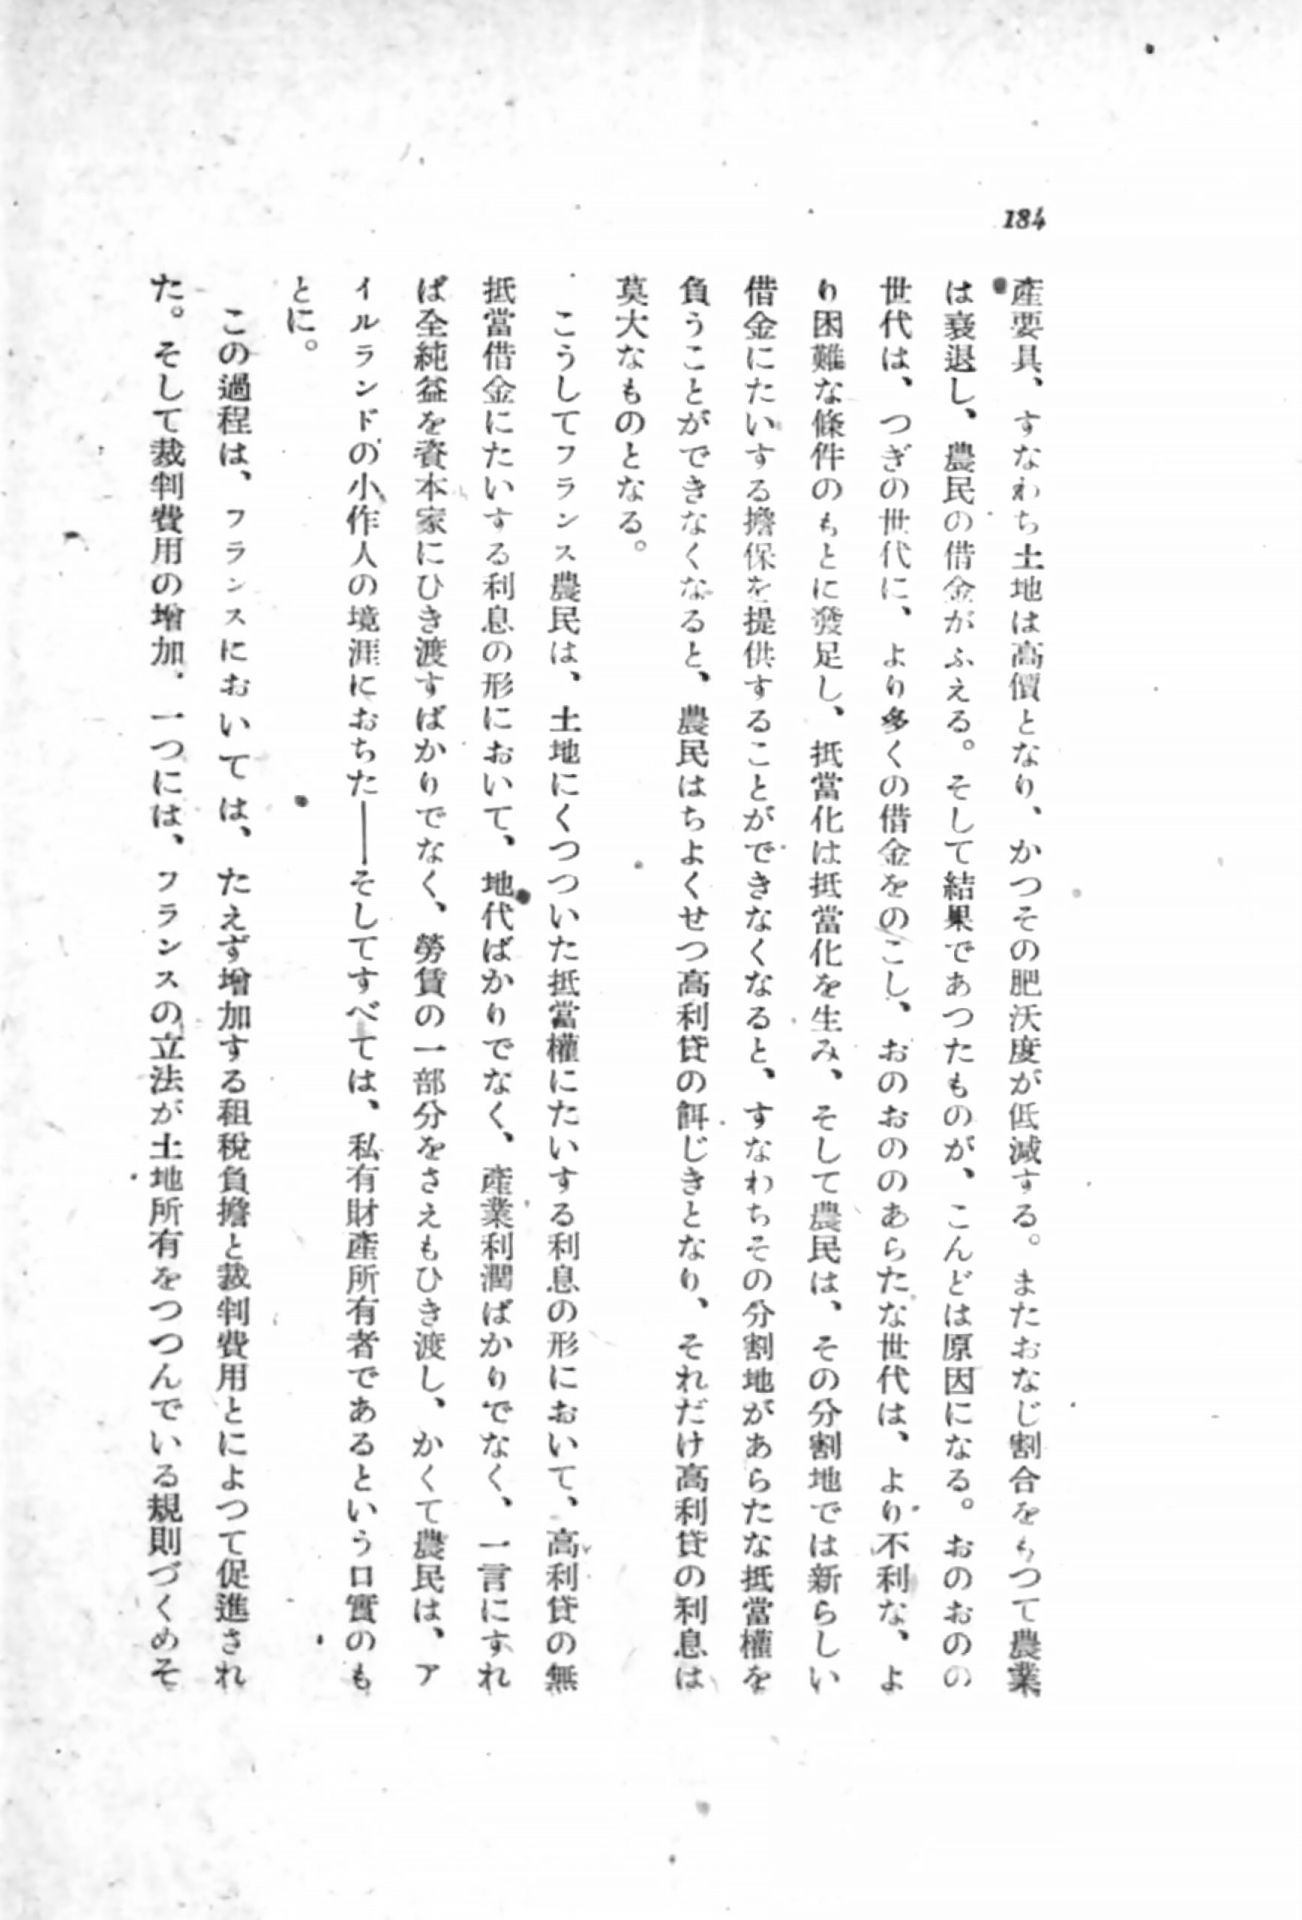 184
産要具、すなわち土地は高價となり、かつその肥沃度が低減する。またおなじ割合をもつて農業
は衰退し、農民の借金がふえる。そして結果であつたものが、こんどは原因になる。おのおのの
世代は、つぎの世代に、より多くの借金をのこし、おのおののあらたな世代は、より不利な、よ
り困難な條件のもとに發足し、抵當化は抵當化を生み、そして農民は、その分割地では新らしい
借金にたいする擔保を提供することができなくなると、すなわちその分割地があらたな抵當權を
負うことができなくなると、農民はちよくせつ高利貸の餌じきとなり、それだけ高利貸の利息は
莫大なものとなる。
こうしてフランス農民は、土地にくつついた抵當權にたいする利息の形において、高利貸の無
抵當借金にたいする利息の形において、地代ばかりでなく、産業利潤ばかりでなく、一言にすれ
ば全純益を資本家にひき渡すばかりでなく、勞賃の一部分をさえもひき渡し、かくて農民は、ア
イルランドの小作人の境涯におちた――そしてすべては、私有財產所有者であるという口實のも
とに。
この過程は、フランスにおいては、たえず增加する租稅負擔と裁判費用とによつて促進され
た。そして裁判費用の增加、一つには、フランスの立法が土地所有をつつんでいる規則づくめそ